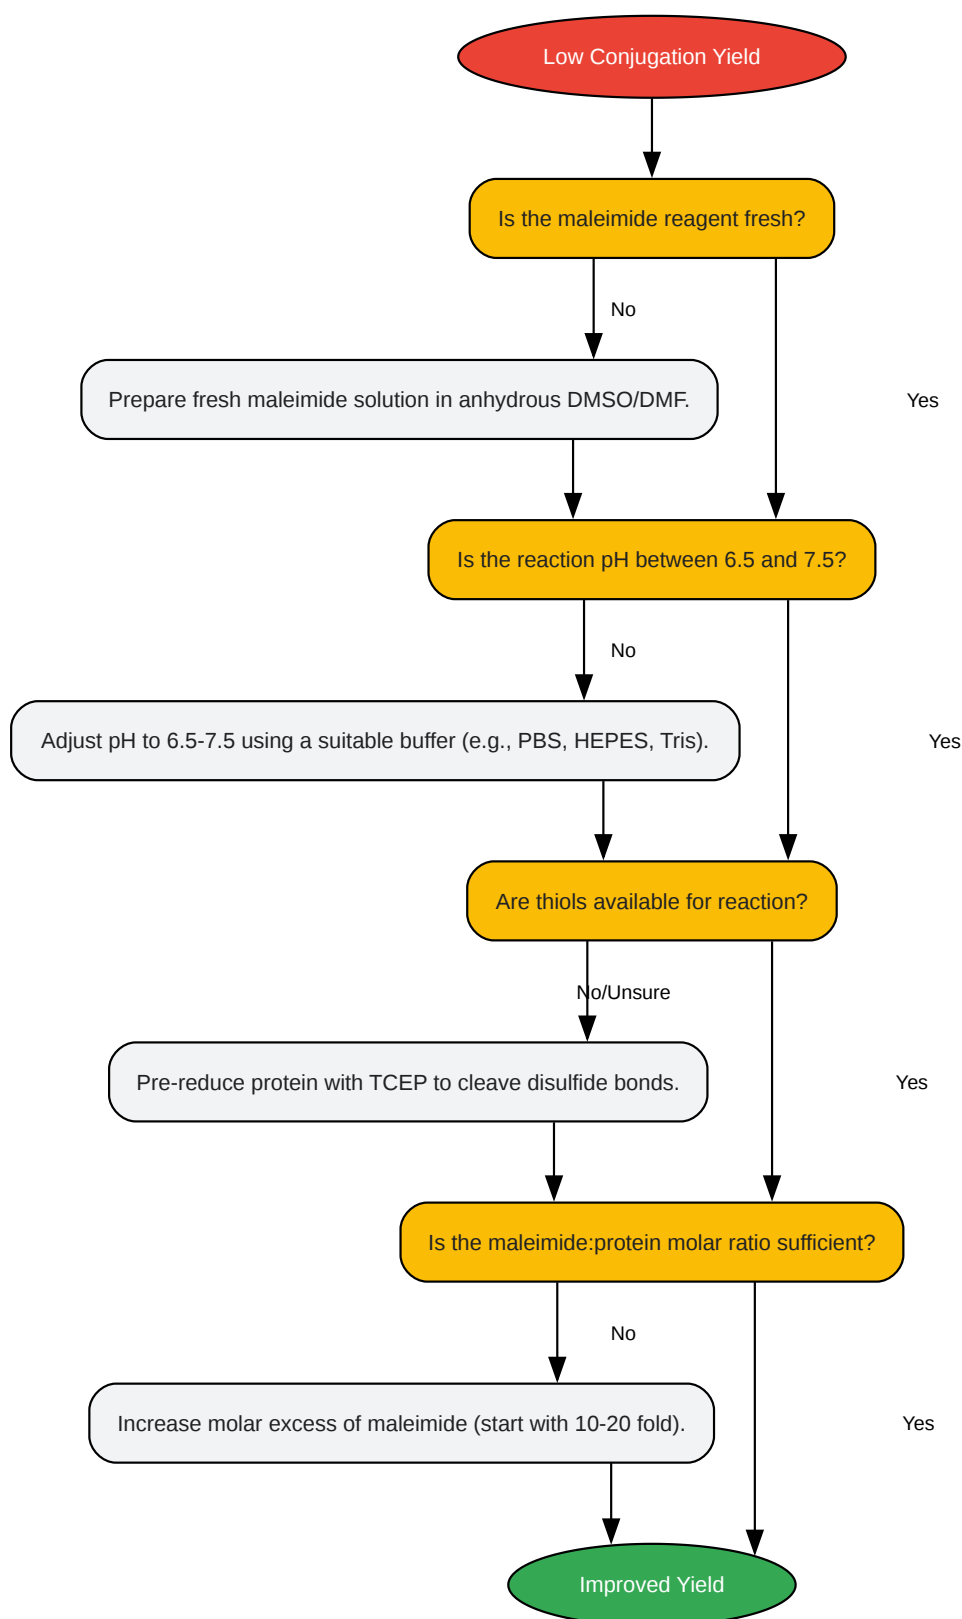 Low Conjugation Yield
Is the maleimide reagent fresh?
No
Prepare fresh maleimide solution in anhydrous DMSO/DMF.
Yes
Is the reaction pH between 6.5 and 7.5?
No
Adjust pH to 6.5-7.5 using a suitable buffer (e.g., PBS, HEPES, Tris).
Yes
Are thiols available for reaction?
No/Unsure
Pre-reduce protein with TCEP to cleave disulfide bonds.
Yes
Is the maleimide:protein molar ratio sufficient?
No
Increase molar excess of maleimide (start with 10-20 fold).
Yes
Improved Yield